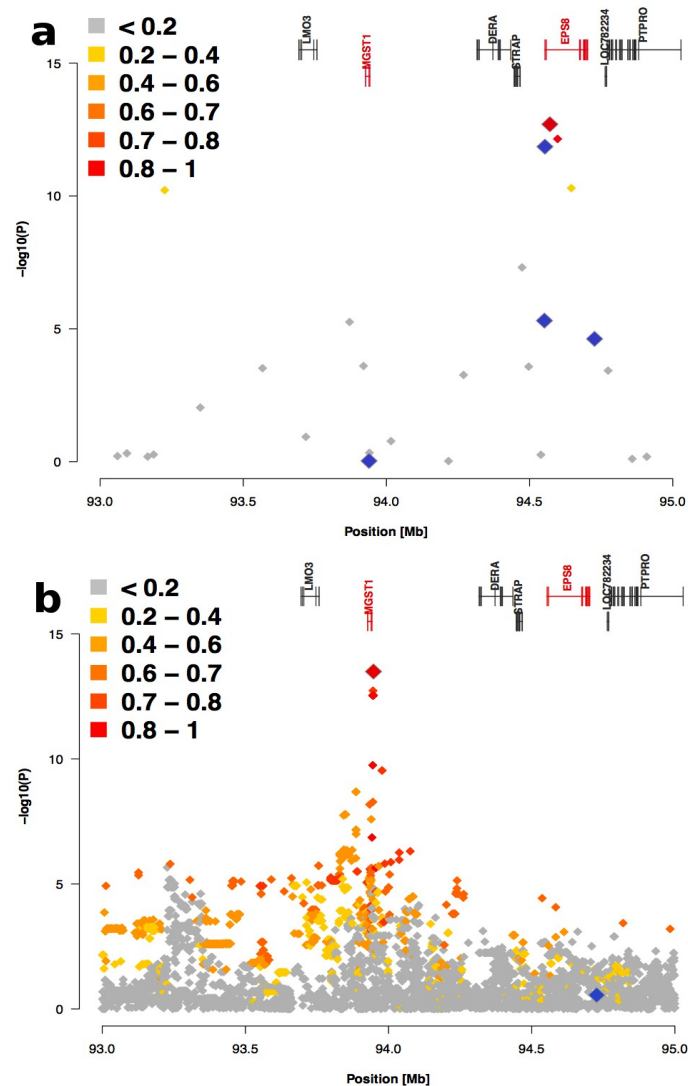 a
< 0.2
0.2 – 0.4
0.4 – 0.6
0.6 – 0.7
0.7 – 0.8
0.8 – 1
LMO3
MGST1
DERA
STRAP
EPS8
LOC782234
PTPRO
–log10(P)
15
10
5
0
93.0 93.5 94.0 94.5 95.0
Position [Mb]
b
< 0.2
0.2 – 0.4
0.4 – 0.6
0.6 – 0.7
0.7 – 0.8
0.8 – 1
LMO3
MGST1
DERA
STRAP
EPS8
LOC782234
PTPRO
–log10(P)
15
10
5
0
93.0 93.5 94.0 94.5 95.0
Position [Mb]